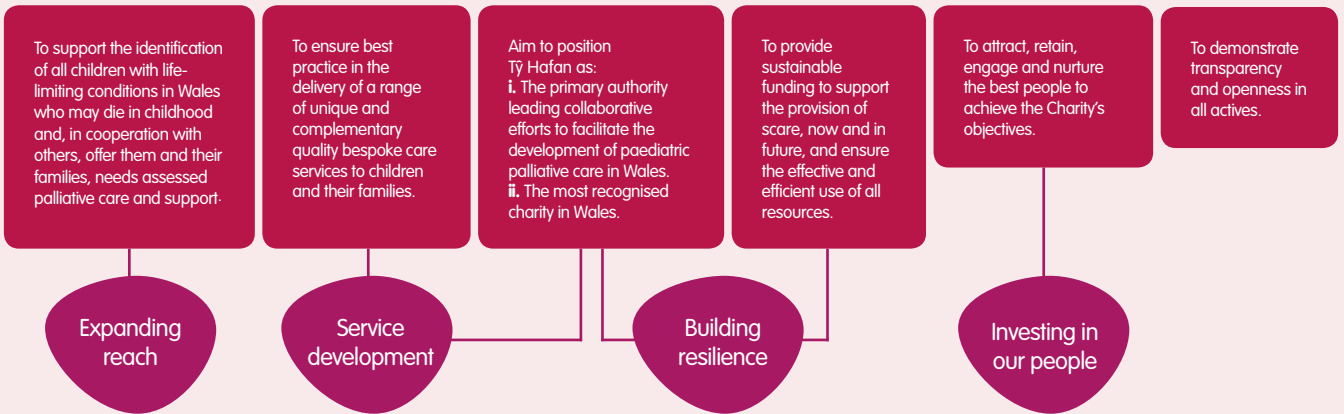 To support the identification
of all children with life-
limiting conditions in Wales
who may die in childhood
and, in cooperation with
others, offer them and their
families, needs assessed
palliative care and support.
To ensure best
practice in the
delivery of a range
of unique and
complementary
quality bespoke care
services to children
and their families.
Aim to position
Tŷ Hafan as:
i. The primary authority
leading collaborative
efforts to facilitate the
development of paediatric
palliative care in Wales.
ii. The most recognised
charity in Wales.
To provide
sustainable
funding to support
the provision of
scare, now and in
future, and ensure
the effective and
efficient use of all
resources.
To attract, retain,
engage and nurture
the best people to
achieve the Charity's
objectives.
To demonstrate
transparency
and openness in
all actives.
Expanding
reach
Service
development
Building
resilience
Investing in
our people